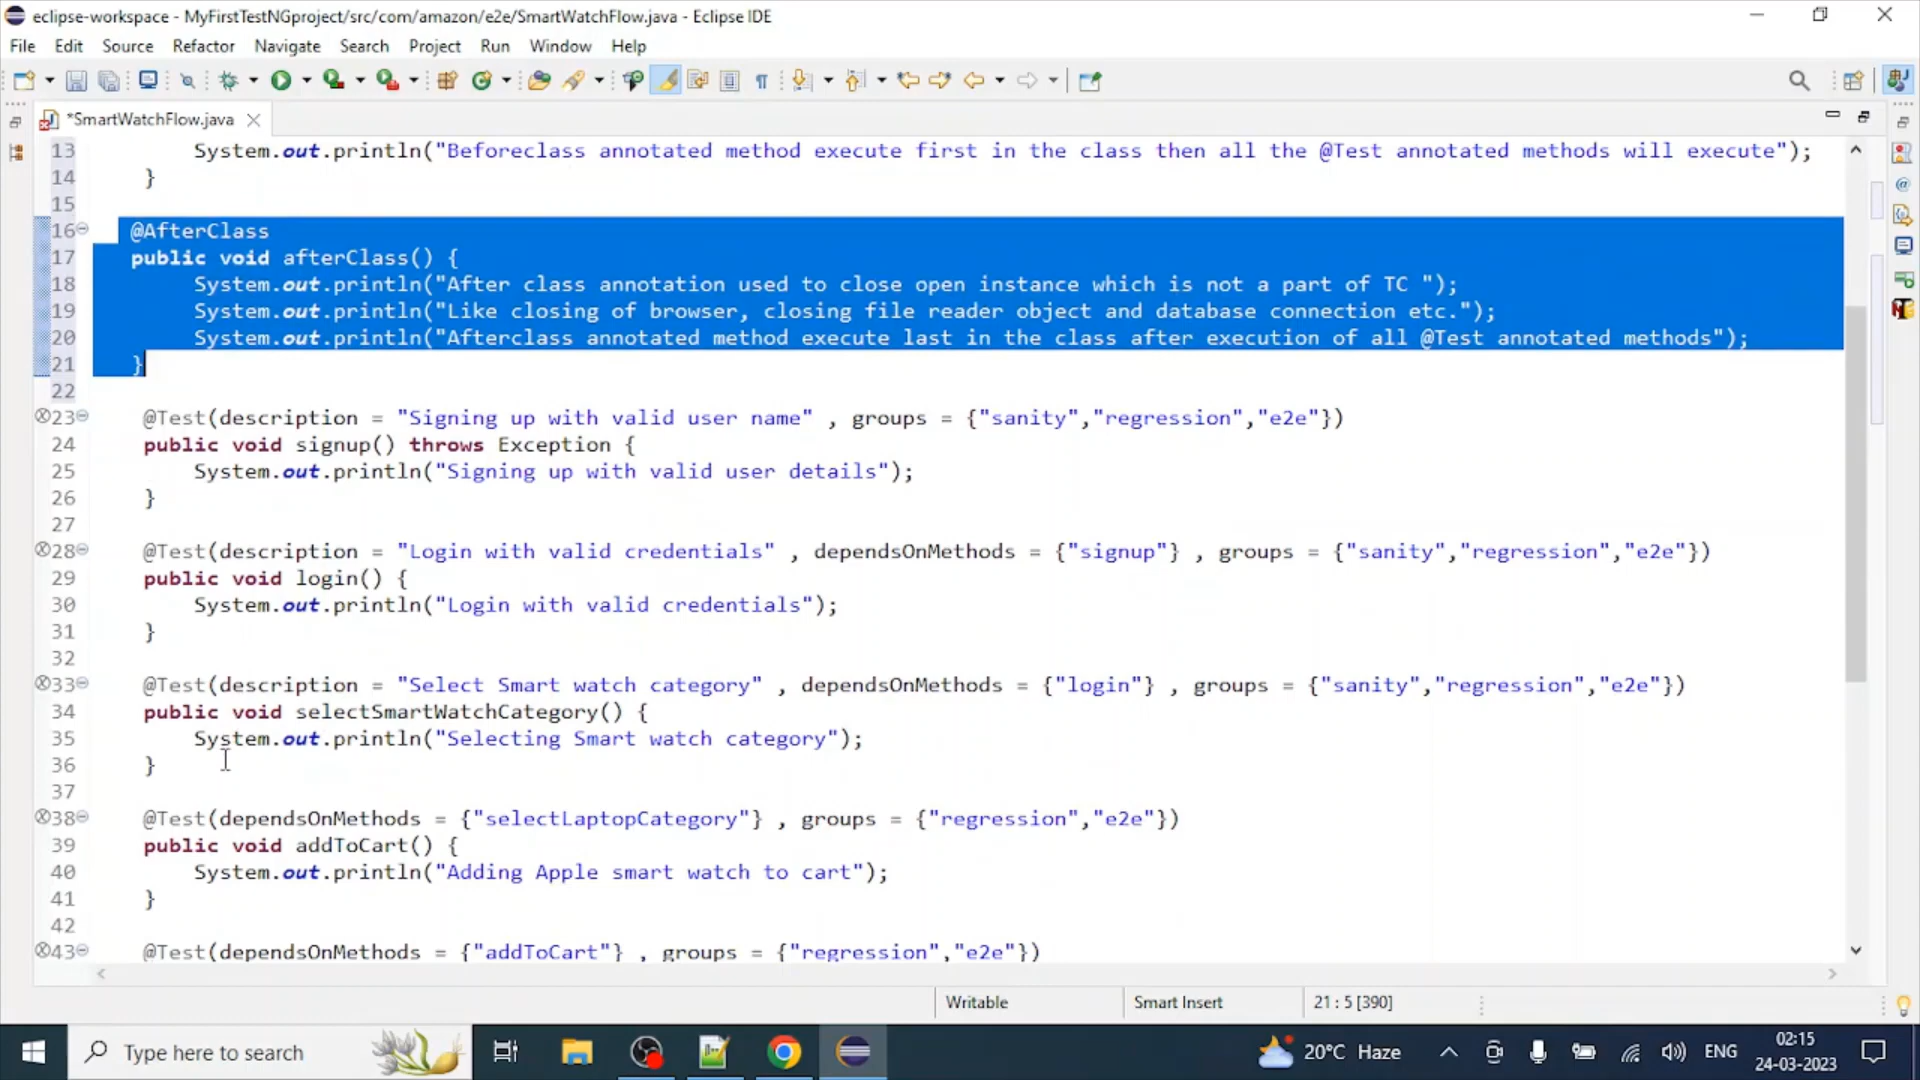 eclipse-workspace - MyFirstTestNGproject/src/com/amazon/e2e/SmartWatchFlow.java - Eclipse IDE
File Edit Source Refactor Navigate Search Project Run Window Help
*SmartWatchFlow.java
13 System.out.println("Beforeclass annotated method execute first in the class then all the @Test annotated methods will execute");
14 }
15
16 @AfterClass
17 public void afterClass() {
18 System.out.println("After class annotation used to close open instance which is not a part of TC ");
19 System.out.println("Like closing of browser, closing file reader object and database connection etc.");
20 System.out.println("Afterclass annotated method execute last in the class after execution of all @Test annotated methods");
21 }
22
23 @Test(description = "Signing up with valid user name" , groups = {"sanity","regression","e2e"})
24 public void signup() throws Exception {
25 System.out.println("Signing up with valid user details");
26 }
27
28 @Test(description = "Login with valid credentials" , dependsOnMethods = {"signup"} , groups = {"sanity","regression","e2e"})
29 public void login() {
30 System.out.println("Login with valid credentials");
31 }
32
33 @Test(description = "Select Smart watch category" , dependsOnMethods = {"login"} , groups = {"sanity","regression","e2e"})
34 public void selectSmartWatchCategory() {
35 System.out.println("Selecting Smart watch category");
36 }
37
38 @Test(dependsOnMethods = {"selectLaptopCategory"} , groups = {"regression","e2e"})
39 public void addToCart() {
40 System.out.println("Adding Apple smart watch to cart");
41 }
42
43 @Test(dependsOnMethods = {"addToCart"} , groups = {"regression","e2e"})
Writable Smart Insert 21 : 5 [390]
Type here to search 20°C Haze ENG 02:15
24-03-2023